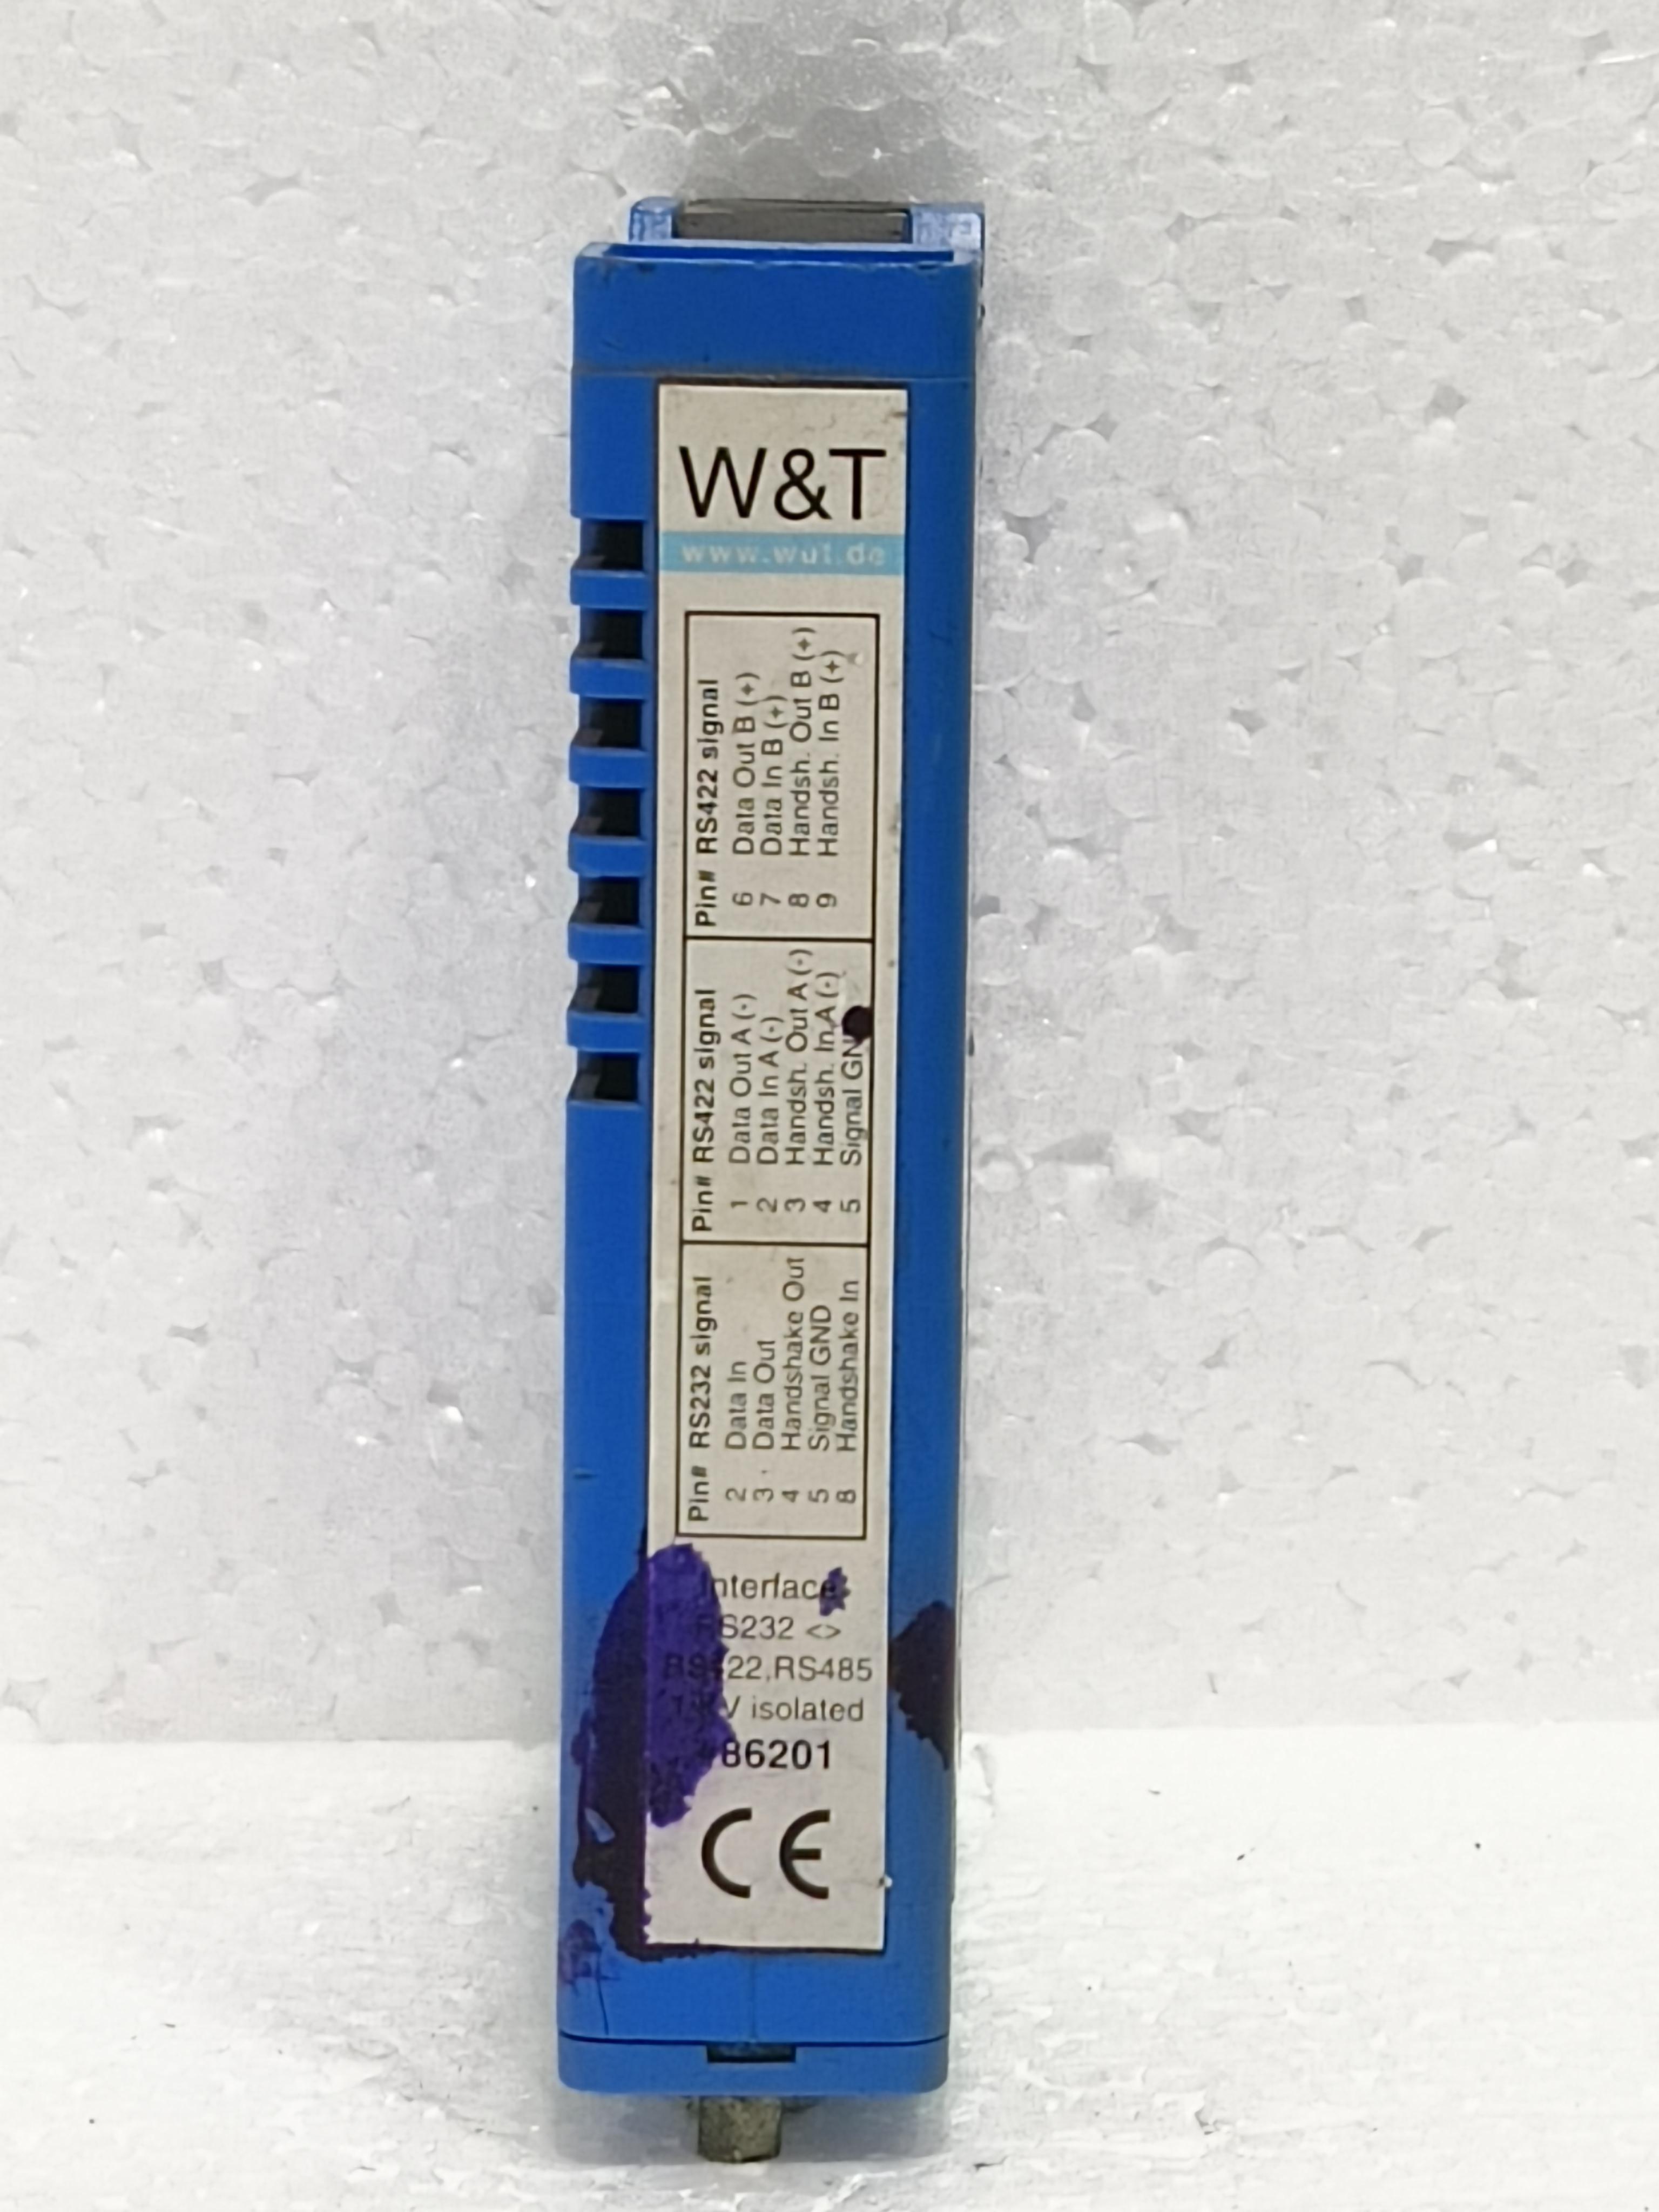 W&T
www.wut.de
Pin# RS232 signal
2 Data In
3 Data Out
4 Handshake Out
5 Signal GND
8 Handshake In
Pin# RS422 signal
1 Data Out A (-)
2 Data In A (-)
3 Handsh. Out A (-)
4 Handsh. In A (-)
5 Signal GND
Pin# RS422 signal
6 Data Out B (+)
7 Data In B (+)
8 Handsh. Out B (+)
9 Handsh. In B (+)
Interface
RS232 <>
RS422,RS485
isolated
86201
CE